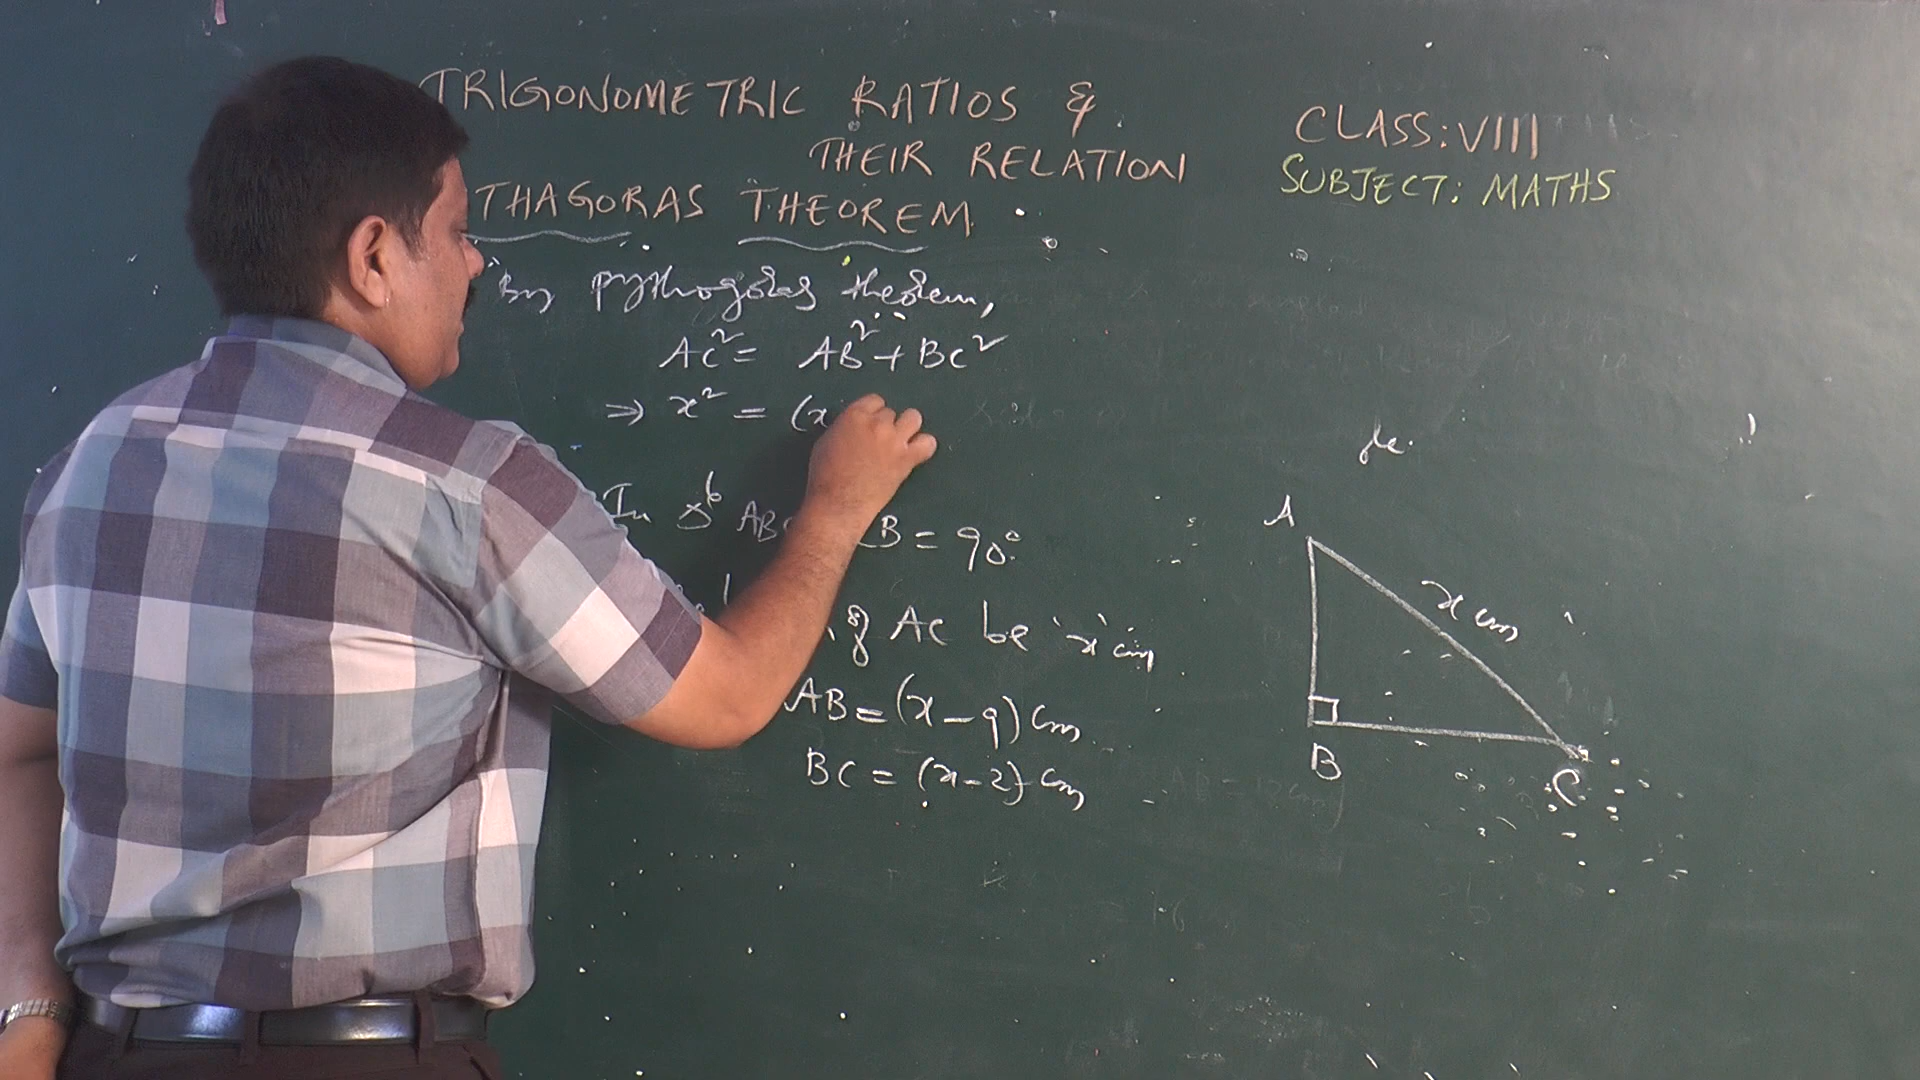 TRIGONOMETRIC RATIOS &
THEIR RELATION
THAGORAS THEOREM
CLASS: VIII
SUBJECT: MATHS
By pythogoras theorem,
AC² = AB² + BC²
⇒ x² = (x
In AB B = 90°
AC be 'x' cm
AB = (x - 9) cm
BC = (x - 2) cm
A
x cm
B
C